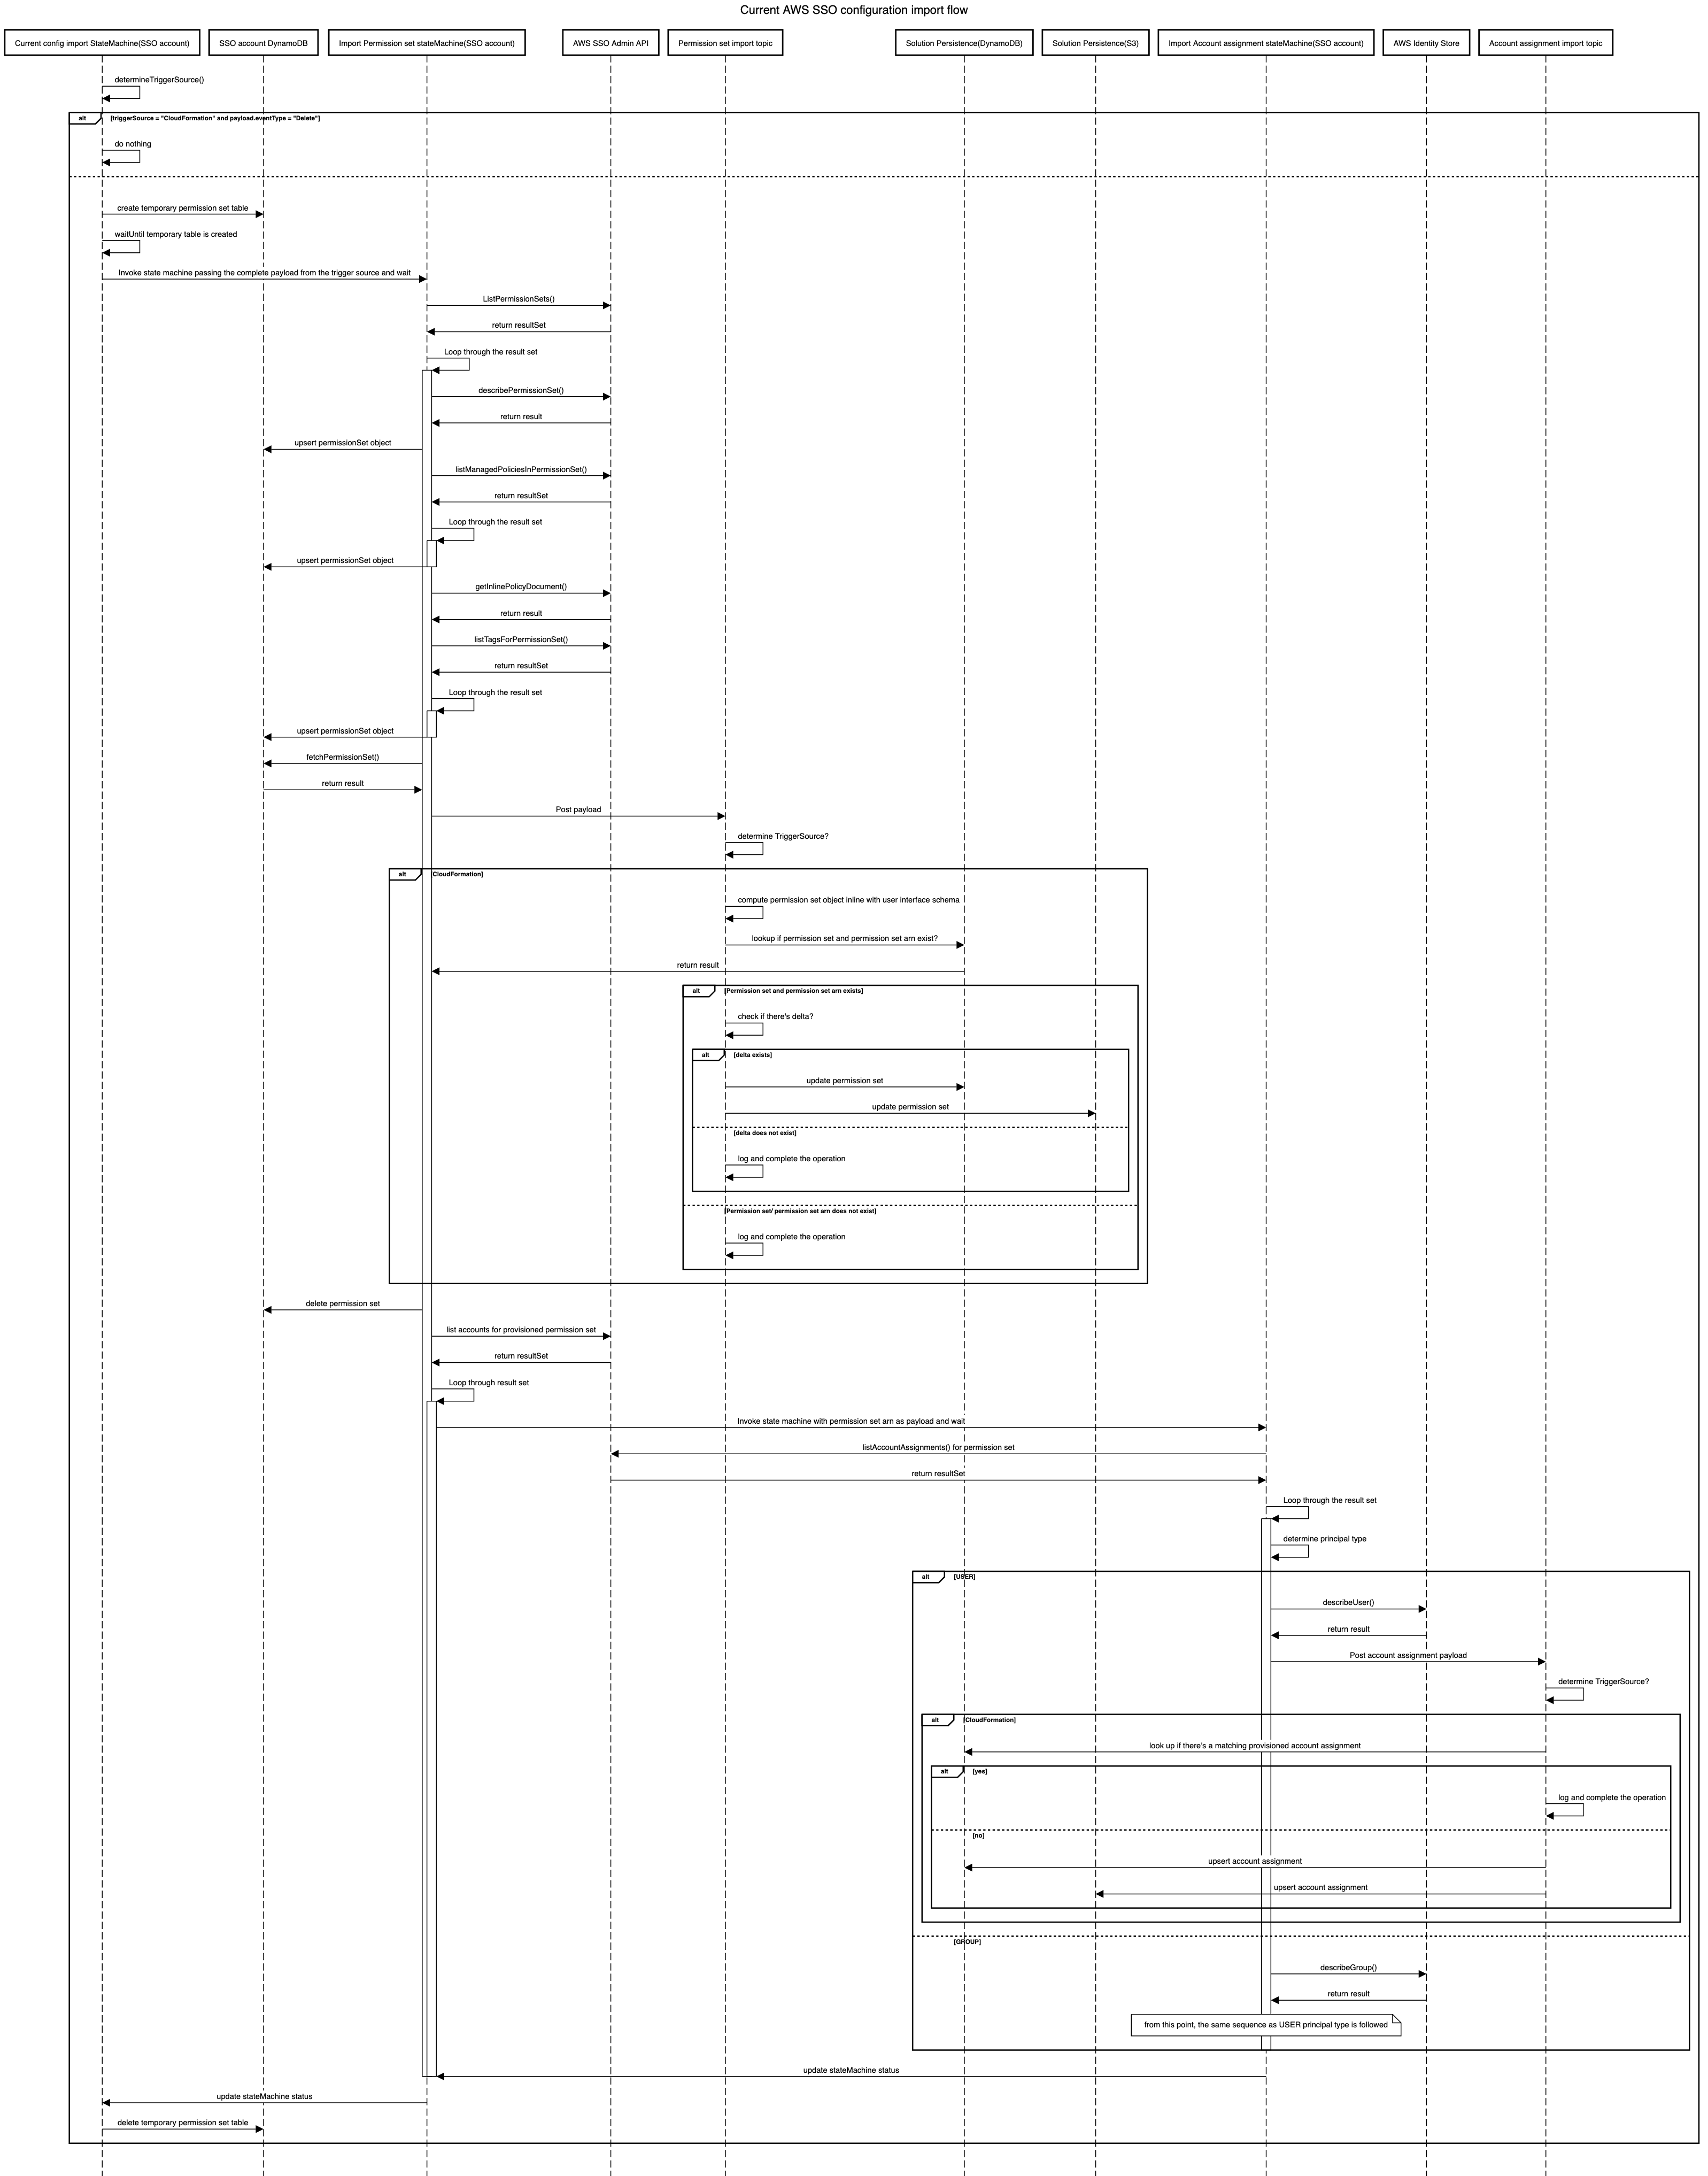 Current AWS SSO configuration import flow
Current config import StateMachine(SSO account)
SSO account DynamoDB
Import Permission set stateMachine(SSO account)
AWS SSO Admin API
Permission set import topic
Solution Persistence(DynamoDB)
Solution Persistence(S3)
Import Account assignment stateMachine(SSO account)
AWS Identity Store
Account assignment import topic
determineTriggerSource()
alt
[triggerSource = "CloudFormation" and payload.eventType = "Delete"]
do nothing
create temporary permission set table
waitUntil temporary table is created
Invoke state machine passing the complete payload from the trigger source and wait
ListPermissionSets()
return resultSet
Loop through the result set
describePermissionSet()
return result
upsert permissionSet object
listManagedPoliciesInPermissionSet()
return resultSet
Loop through the result set
upsert permissionSet object
getInlinePolicyDocument()
return result
listTagsForPermissionSet()
return resultSet
Loop through the result set
upsert permissionSet object
fetchPermissionSet()
return result
Post payload
determine TriggerSource?
alt
[CloudFormation]
compute permission set object inline with user interface schema
lookup if permission set and permission set arn exist?
return result
alt
[Permission set and permission set arn exists]
check if there's delta?
alt
[delta exists]
update permission set
update permission set
[delta does not exist]
log and complete the operation
[Permission set/ permission set arn does not exist]
log and complete the operation
delete permission set
list accounts for provisioned permission set
return resultSet
Loop through result set
Invoke state machine with permission set arn as payload and wait
listAccountAssignments() for permission set
return resultSet
Loop through the result set
determine principal type
alt
[USER]
describeUser()
return result
Post account assignment payload
determine TriggerSource?
alt
[CloudFormation]
look up if there's a matching provisioned account assignment
alt
[yes]
log and complete the operation
[no]
upsert account assignment
upsert account assignment
[GROUP]
describeGroup()
return result
from this point, the same sequence as USER principal type is followed
update stateMachine status
update stateMachine status
delete temporary permission set table